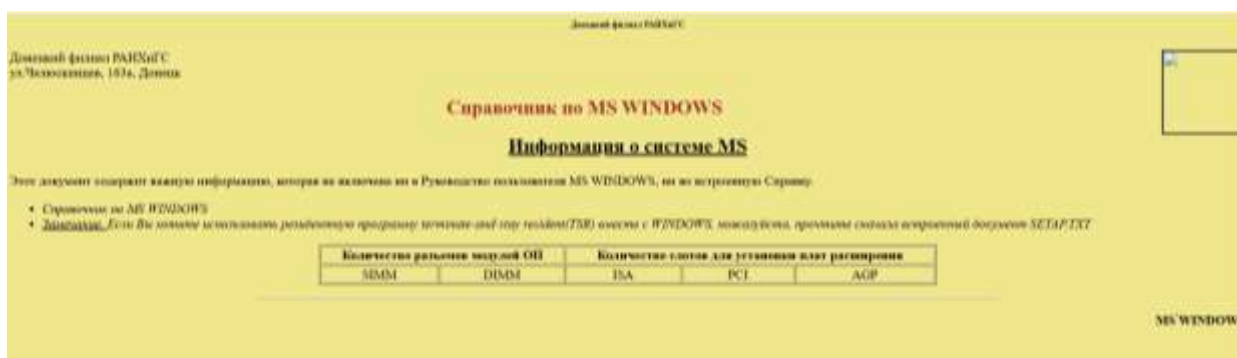 Донецкий филиал РАНХиГС
Донецкий филиал РАНХиГС
ул.Челюскинцев, 163а, Донецк
Справочник по MS WINDOWS
Информация о системе MS
Этот документ содержит важную информацию, которая не включена ни в Руководство пользователя MS WINDOWS, ни во встроенную Справку.
Справочник по MS WINDOWS
Замечание: Если Вы хотите использовать резидентную программу terminate-and stay resident(TSR) вместе с WINDOWS, пожалуйста, прочтите сначала встроенный документ SETAP.TXT
Количество разъемов модулей ОП Количество слотов для установки плат расширения
SIMM DIMM ISA PCI AGP
MS WINDOW